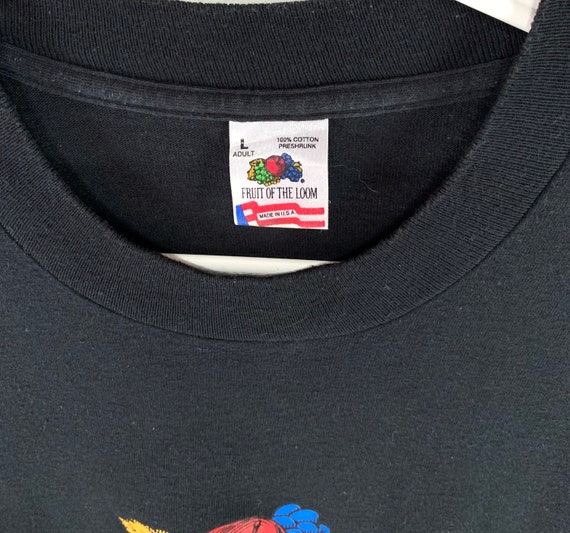 L
ADULT
100% COTTON
PRESHRUNK
FRUIT OF THE LOOM
®
MADE IN U.S.A